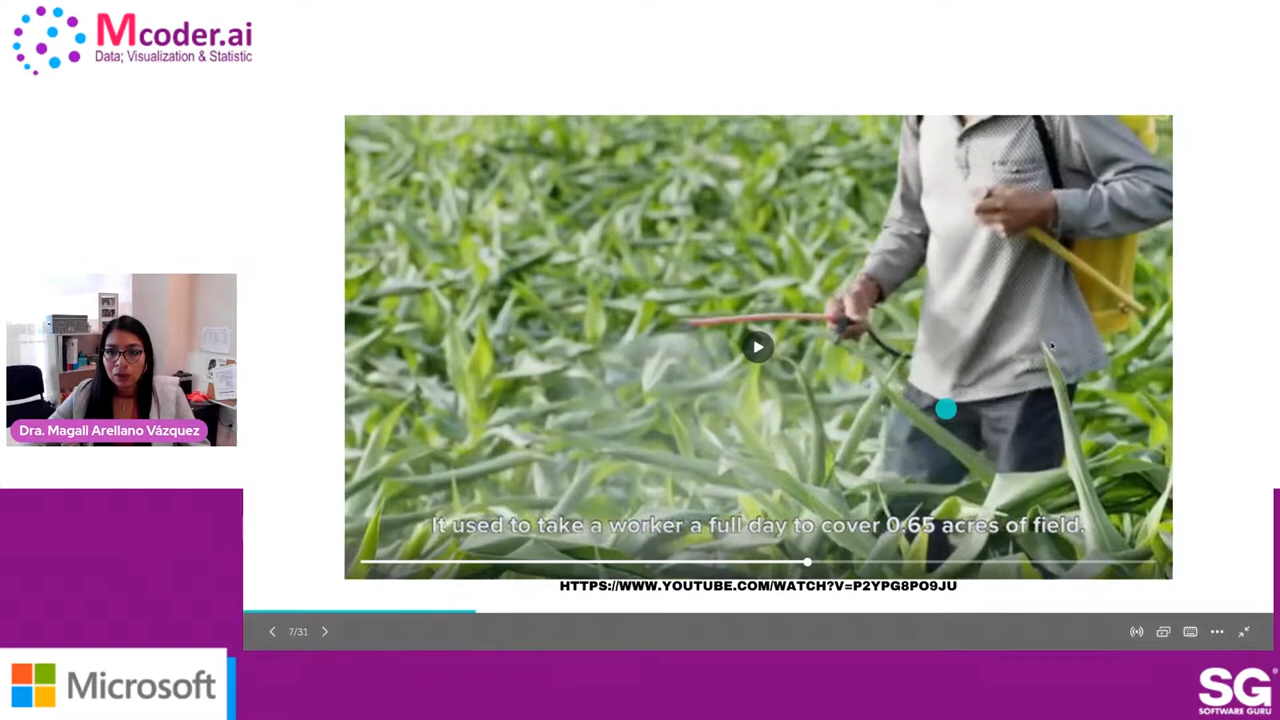 Mcoder.ai
Data; Visualization & Statistic
Dra. Magali Arellano Vázquez
It used to take a worker a full day to cover 0.65 acres of field.
HTTPS://WWW.YOUTUBE.COM/WATCH?V=P2YPG8PO9JU
7/31
Microsoft
SG
SOFTWARE GURU